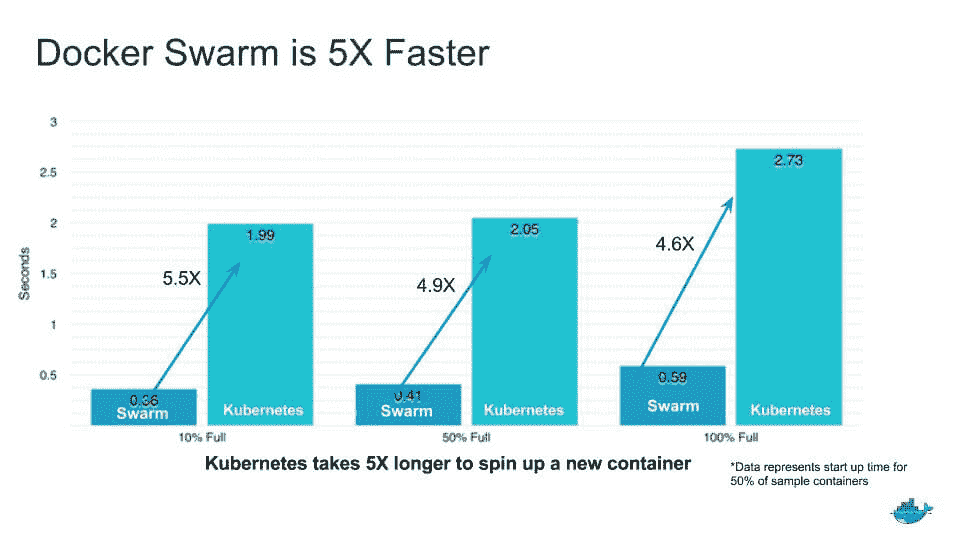 Docker Swarm is 5X Faster
3
2.5
2
1.5
1
0.5
Seconds
5.5X
4.9X
4.6X
0.36
1.99
0.41
2.05
0.59
2.73
Swarm
Kubernetes
Swarm
Kubernetes
Swarm
Kubernetes
10% Full
50% Full
100% Full
Kubernetes takes 5X longer to spin up a new container
*Data represents start up time for
50% of sample containers